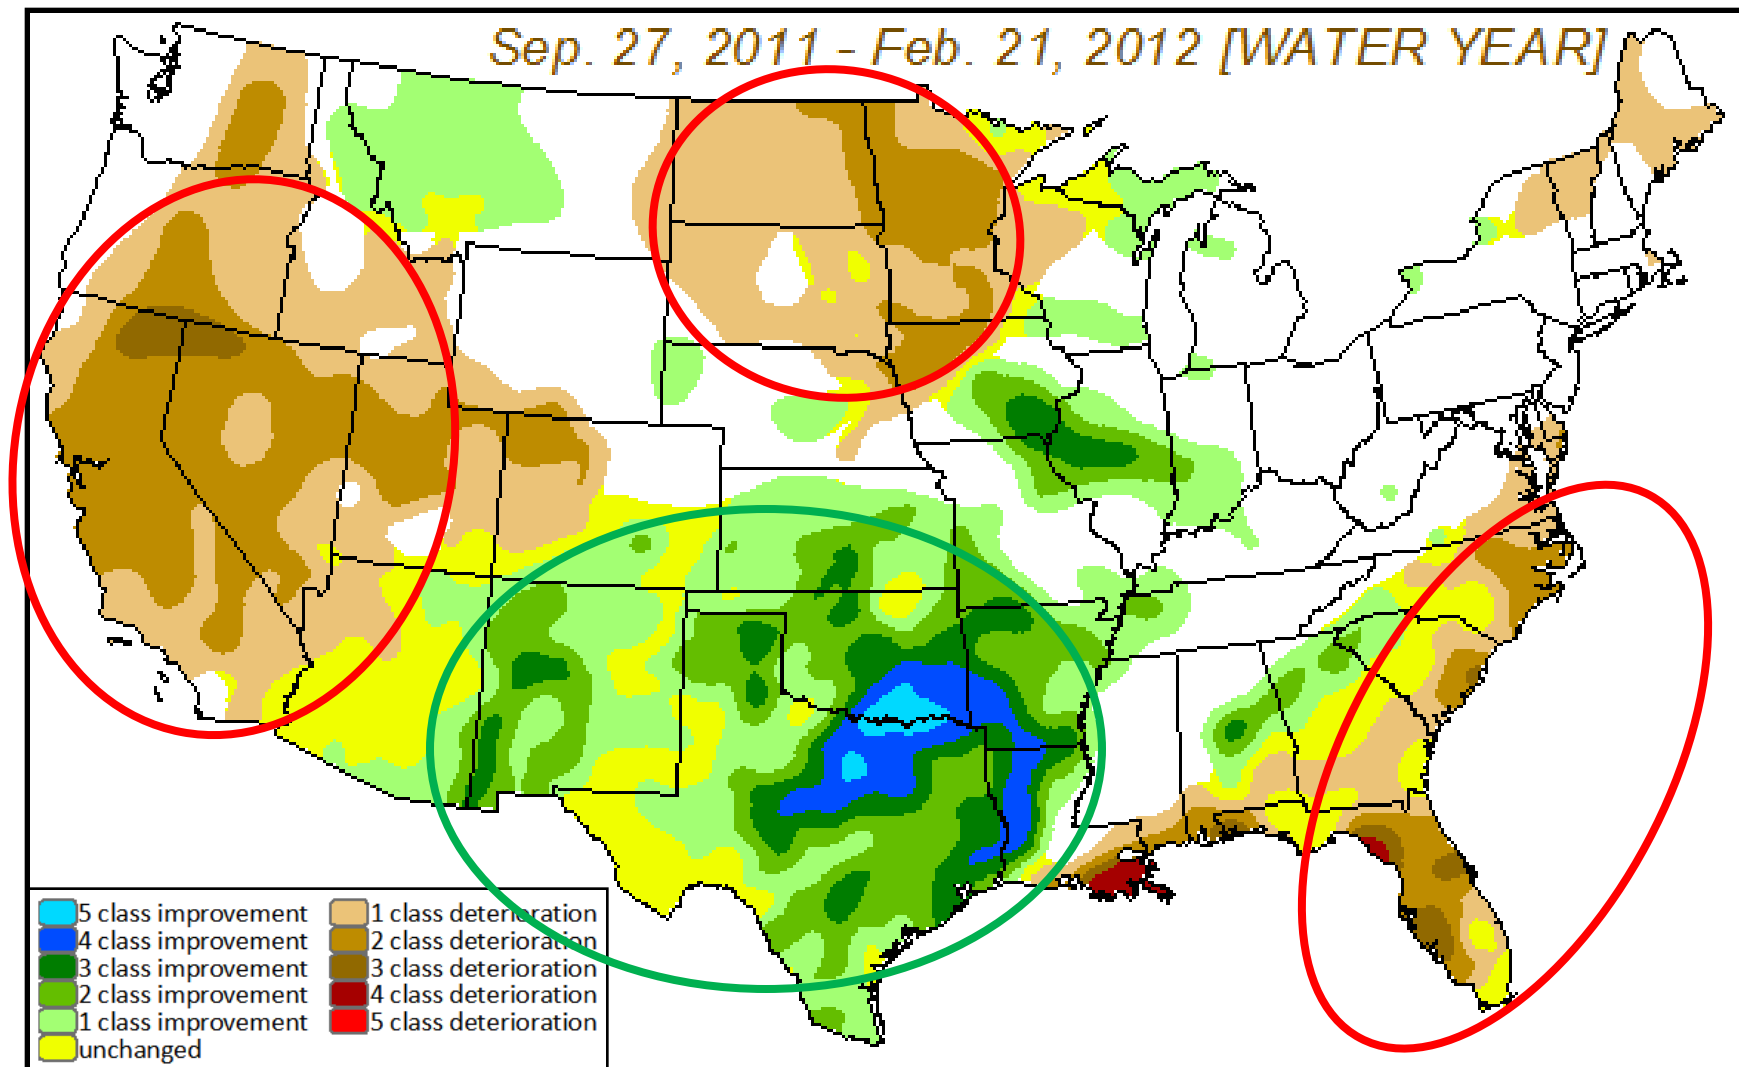 Sep. 27, 2011 - Feb. 21, 2012 [WATER YEAR]
5 class improvement
4 class improvement
3 class improvement
2 class improvement
1 class improvement
unchanged
1 class deterioration
2 class deterioration
3 class deterioration
4 class deterioration
5 class deterioration